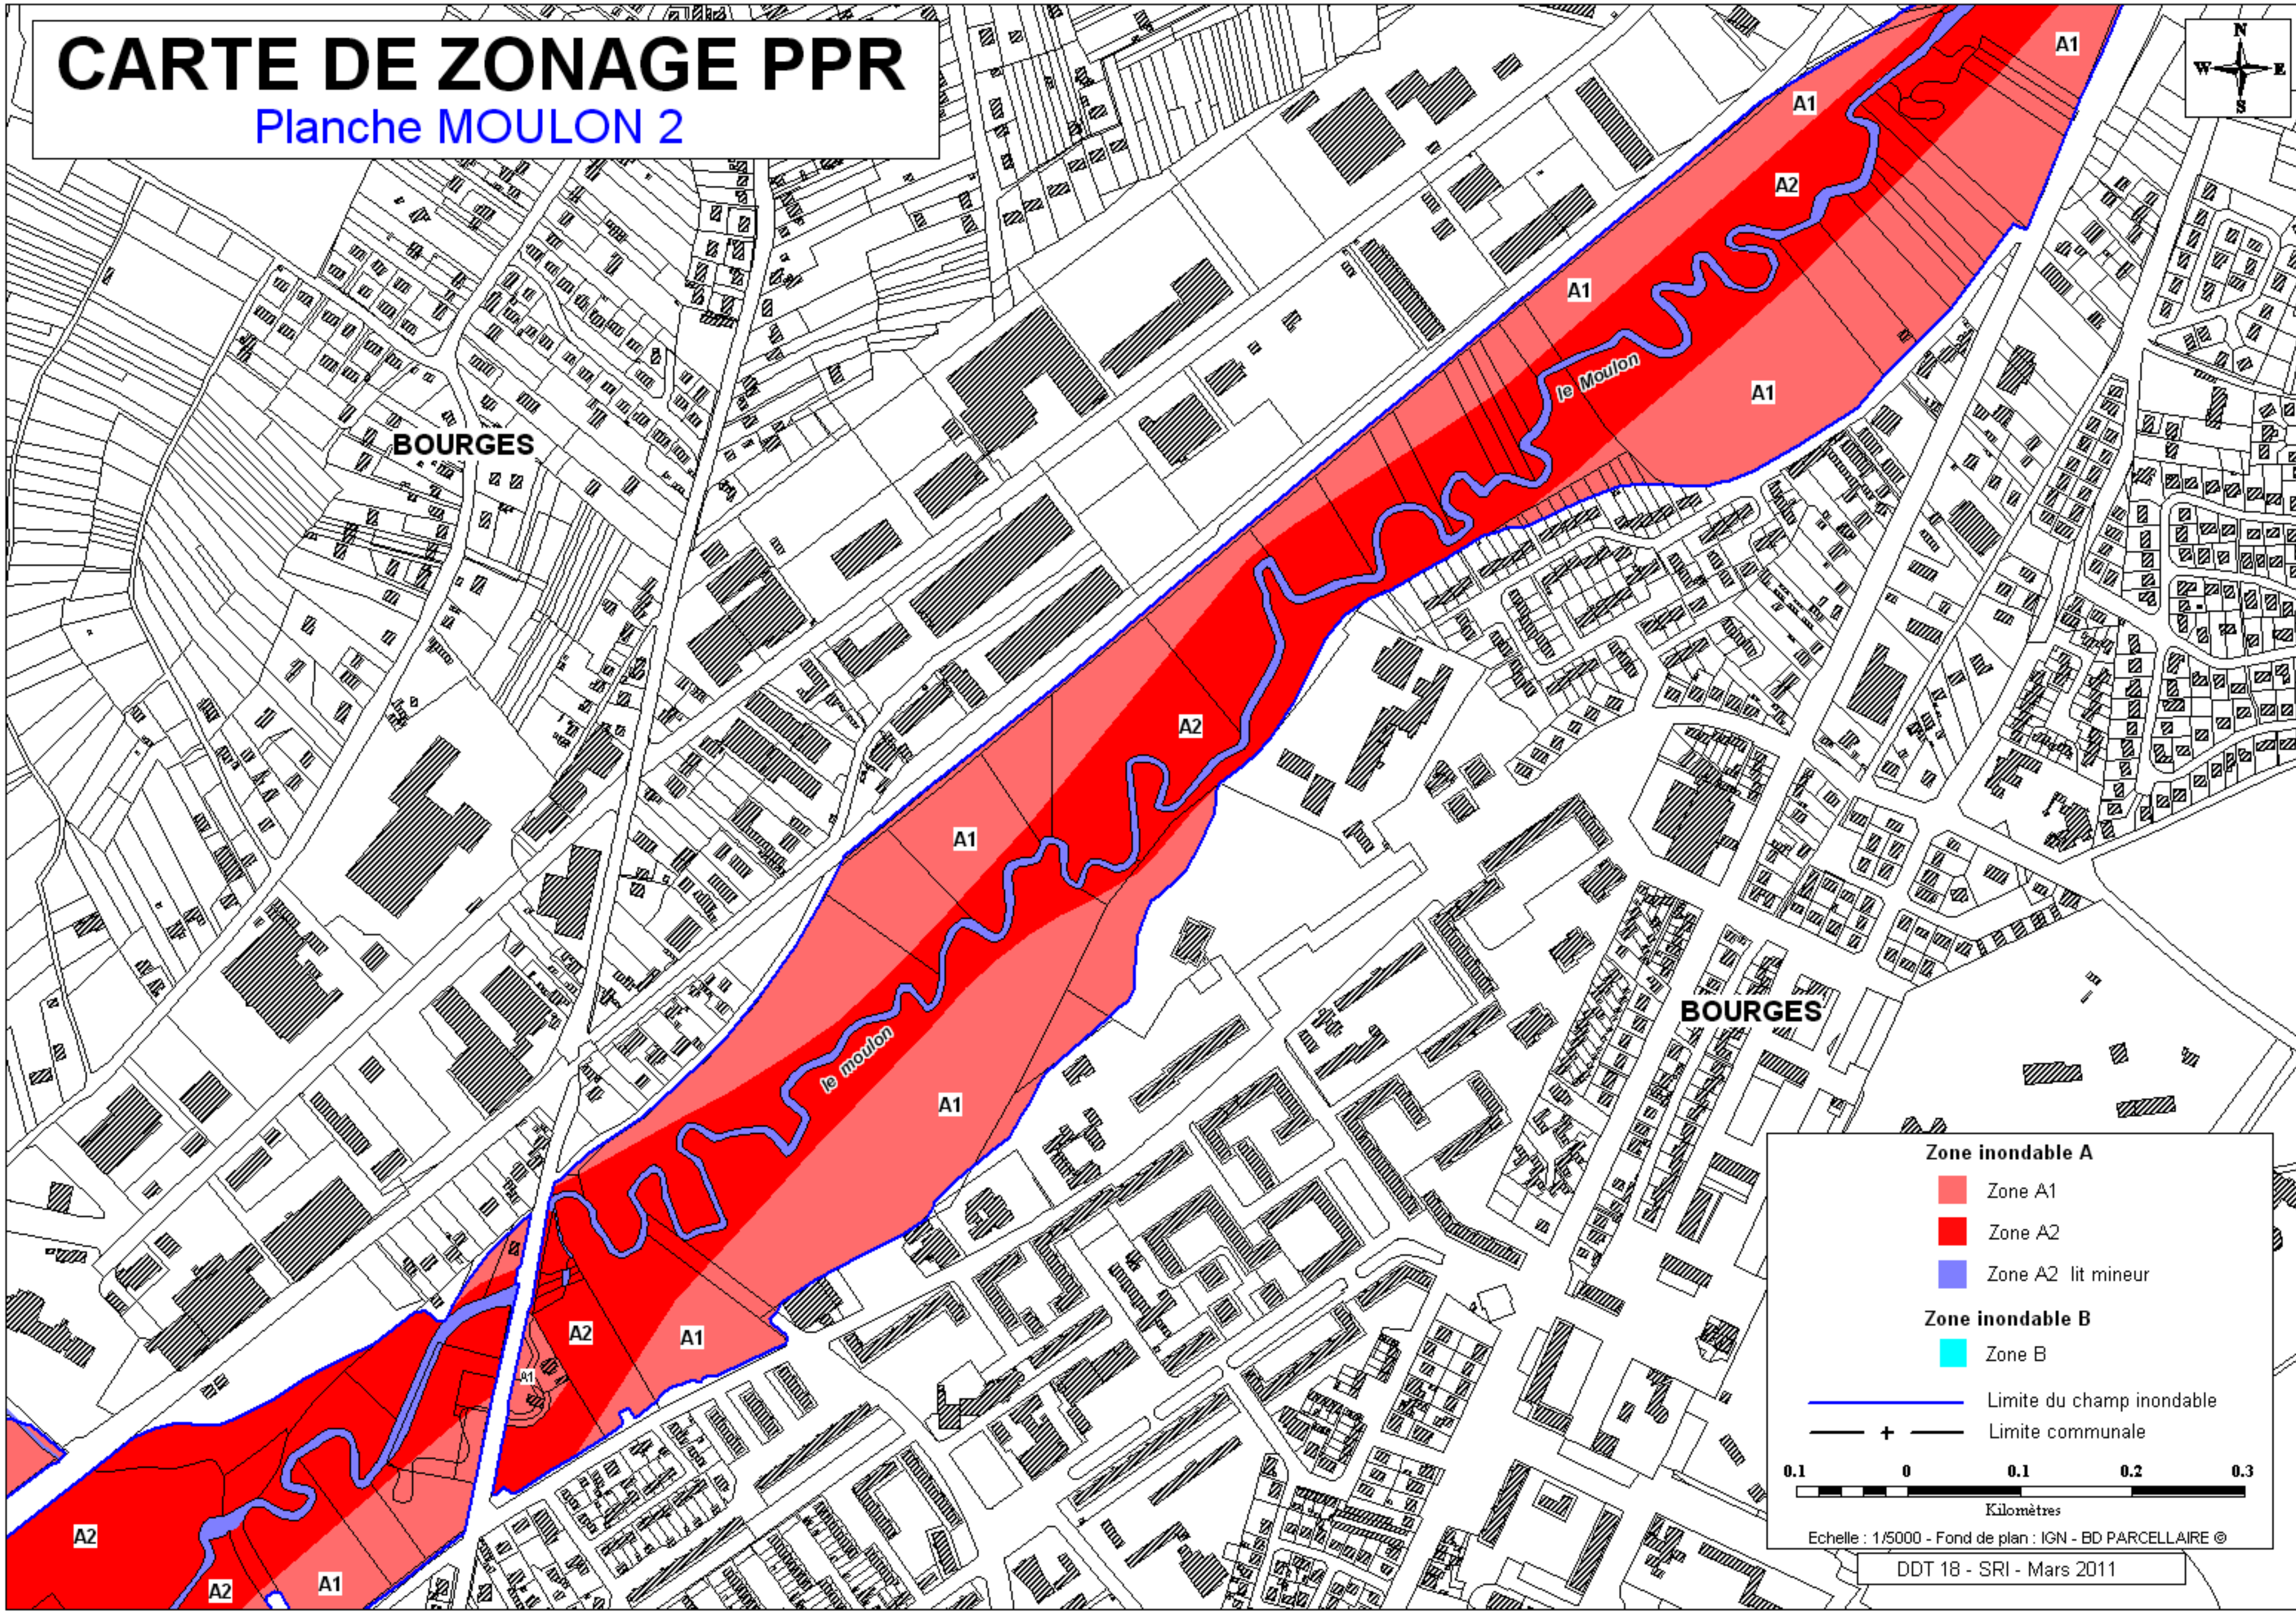 CARTE DE ZONAGE PPR
Planche MOULON 2
N
W E
S
A1
A1
A2
A1
le Moulon
A1
BOURGES
A2
A1
BOURGES
le moulon
A1
A2
A1
A1
A2
A2
A1
Zone inondable A
Zone A1
Zone A2
Zone A2 lit mineur
Zone inondable B
Zone B
Limite du champ inondable
Limite communale
0.1 0 0.1 0.2 0.3
Kilomètres
Echelle : 1/5000 - Fond de plan : IGN - BD PARCELLAIRE ©
DDT 18 - SRI - Mars 2011